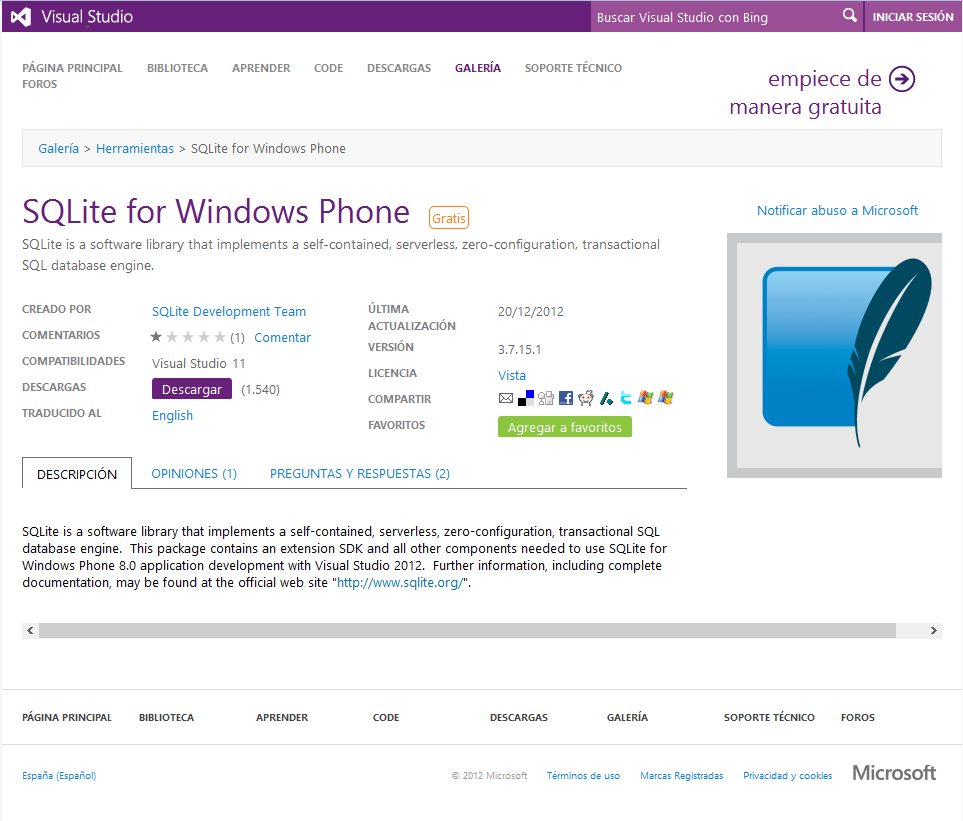 Visual Studio
Buscar Visual Studio con Bing
INICIAR SESIÓN
PÁGINA PRINCIPAL BIBLIOTECA APRENDER CODE DESCARGAS GALERÍA SOPORTE TÉCNICO
FOROS
empiece de
manera gratuita
Galería > Herramientas > SQLite for Windows Phone
SQLite for Windows Phone Gratis
Notificar abuso a Microsoft
SQLite is a software library that implements a self-contained, serverless, zero-configuration, transactional
SQL database engine.
CREADO POR SQLite Development Team
COMENTARIOS (1) Comentar
COMPATIBILIDADES Visual Studio 11
DESCARGAS Descargar (1.540)
TRADUCIDO AL English
ÚLTIMA
ACTUALIZACIÓN 20/12/2012
VERSIÓN 3.7.15.1
LICENCIA Vista
COMPARTIR
FAVORITOS Agregar a favoritos
DESCRIPCIÓN OPINIONES (1) PREGUNTAS Y RESPUESTAS (2)
SQLite is a software library that implements a self-contained, serverless, zero-configuration, transactional SQL
database engine. This package contains an extension SDK and all other components needed to use SQLite for
Windows Phone 8.0 application development with Visual Studio 2012. Further information, including complete
documentation, may be found at the official web site "http://www.sqlite.org/".
PÁGINA PRINCIPAL BIBLIOTECA APRENDER CODE DESCARGAS GALERÍA SOPORTE TÉCNICO FOROS
España (Español)
© 2012 Microsoft Términos de uso Marcas Registradas Privacidad y cookies Microsoft